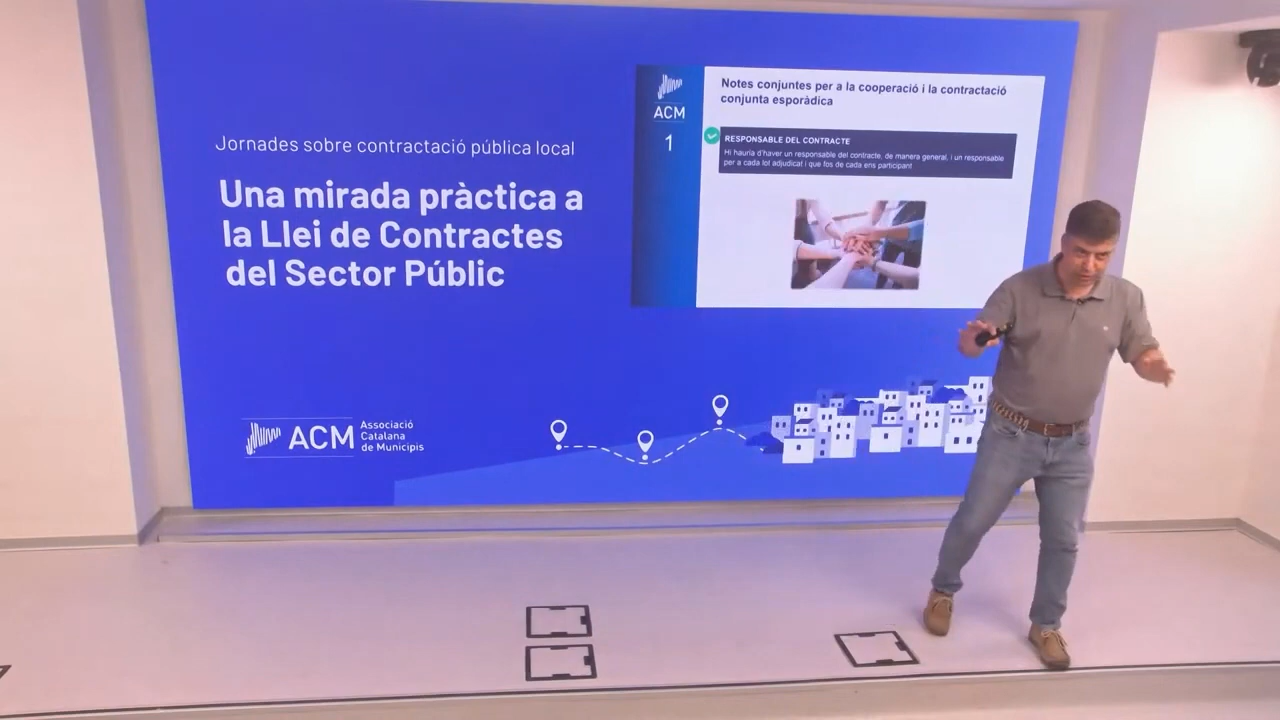 Jornades sobre contractació pública local
Una mirada pràctica a
la Llei de Contractes
del Sector Públic
ACM
Associació
Catalana
de Municipis
ACM
1
Notes conjuntes per a la cooperació i la contractació
conjunta esporàdica
RESPONSABLE DEL CONTRACTE
Hi hauria d'haver un responsable del contracte, de manera general, i un responsable
per a cada lot adjudicat i que fos de cada ens participant